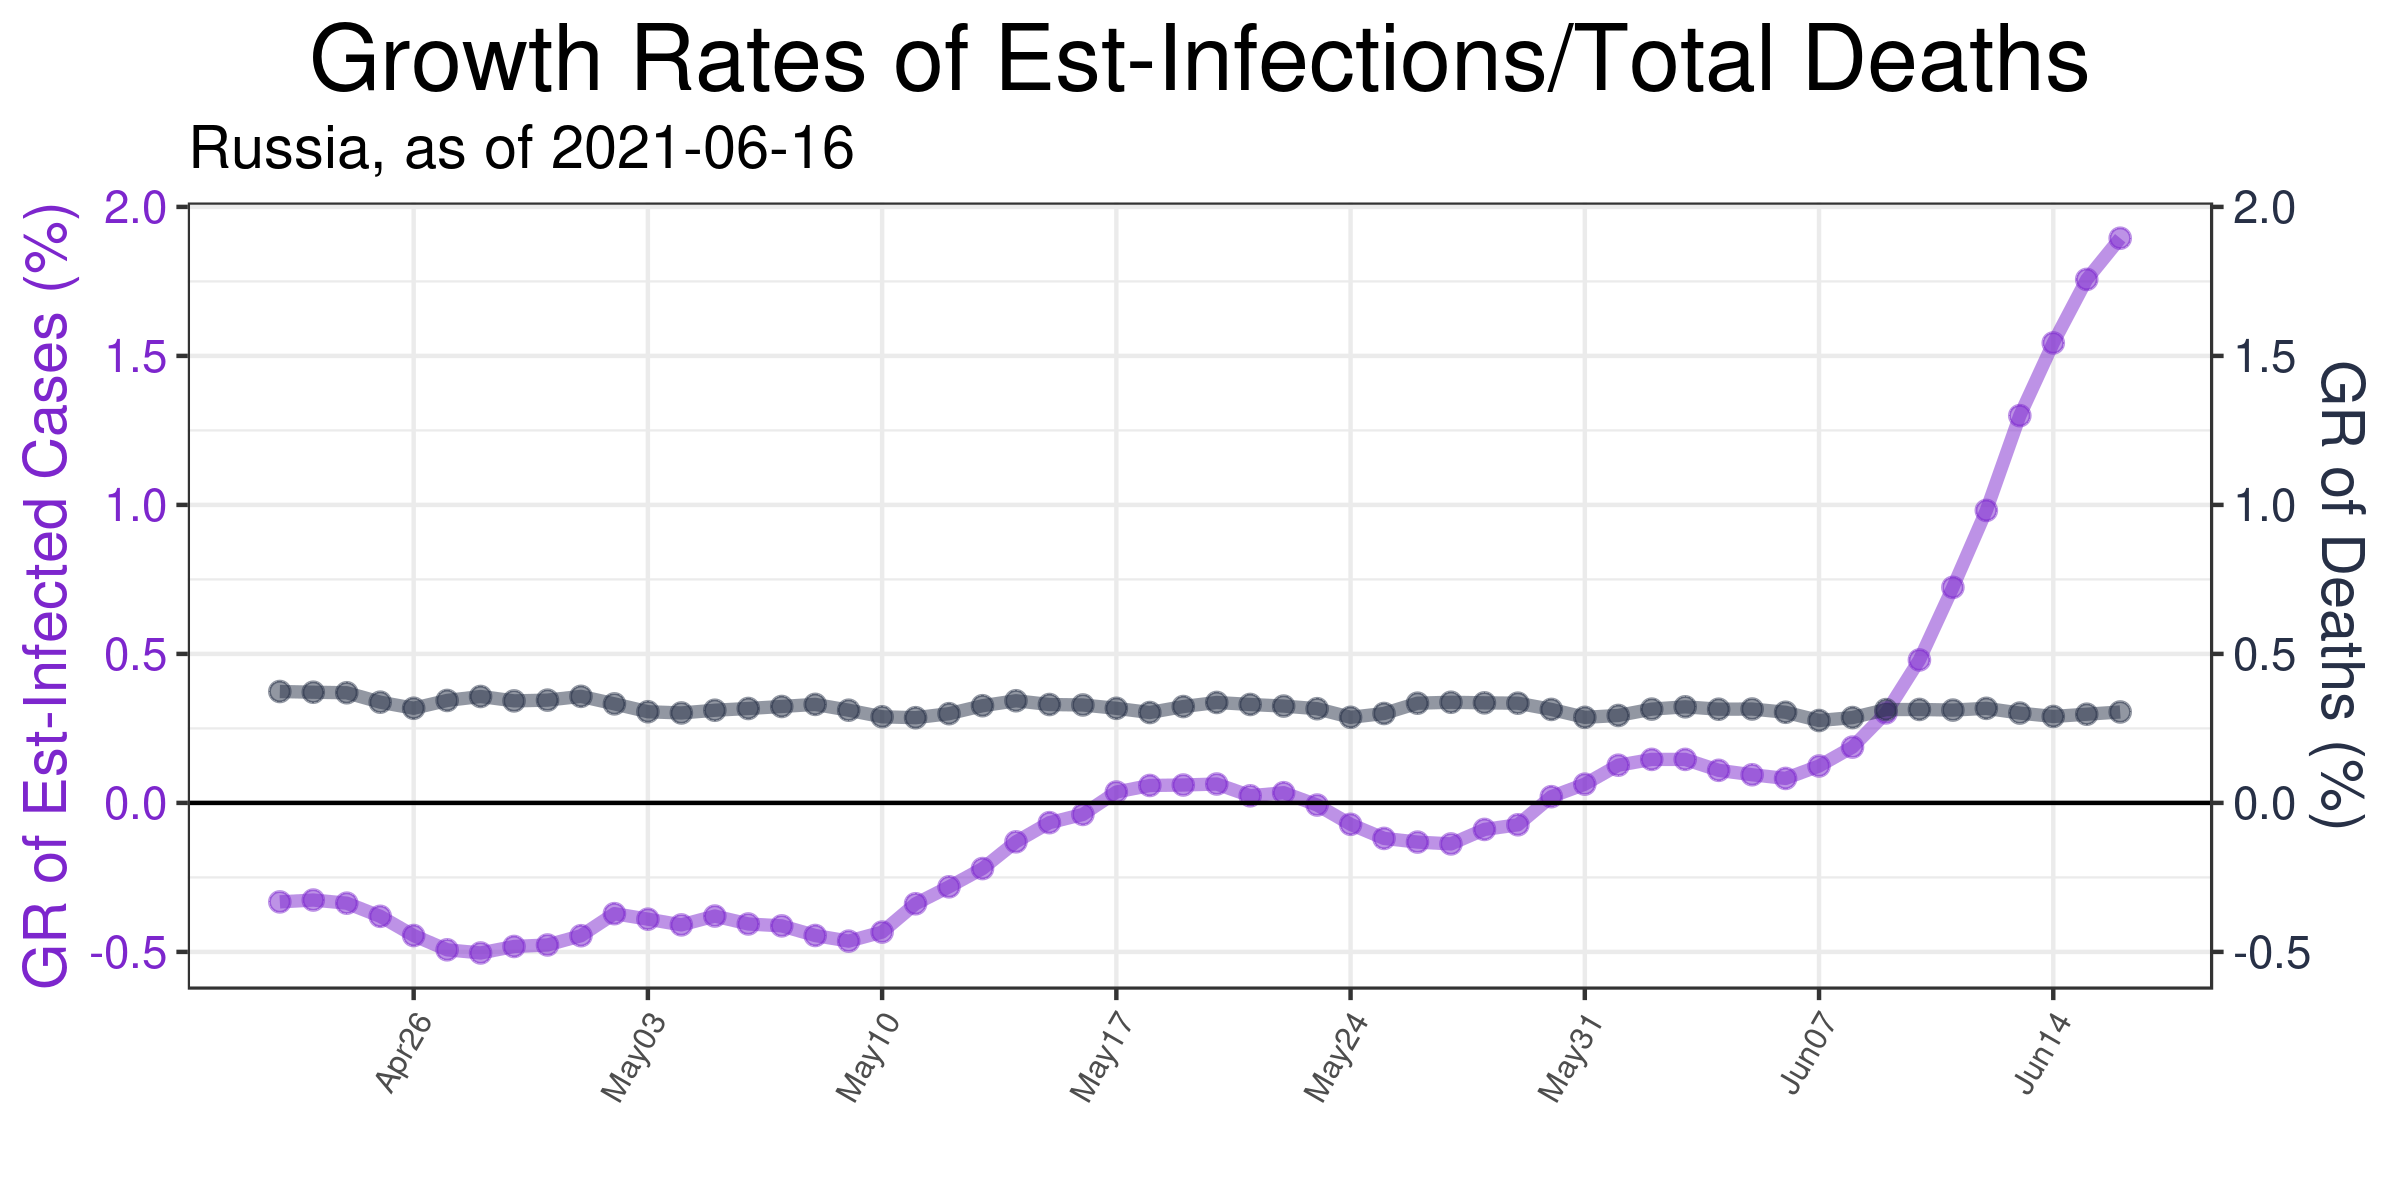 Growth Rates of Est-Infections/Total Deaths
Russia, as of 2021-06-16
GR of Est-Infected Cases (%)
2.0
1.5
1.0
0.5
0.0
-0.5
2.0
1.5
1.0
0.5
0.0
-0.5
GR of Deaths (%)
Apr26
May03
May10
May17
May24
May31
Jun07
Jun14